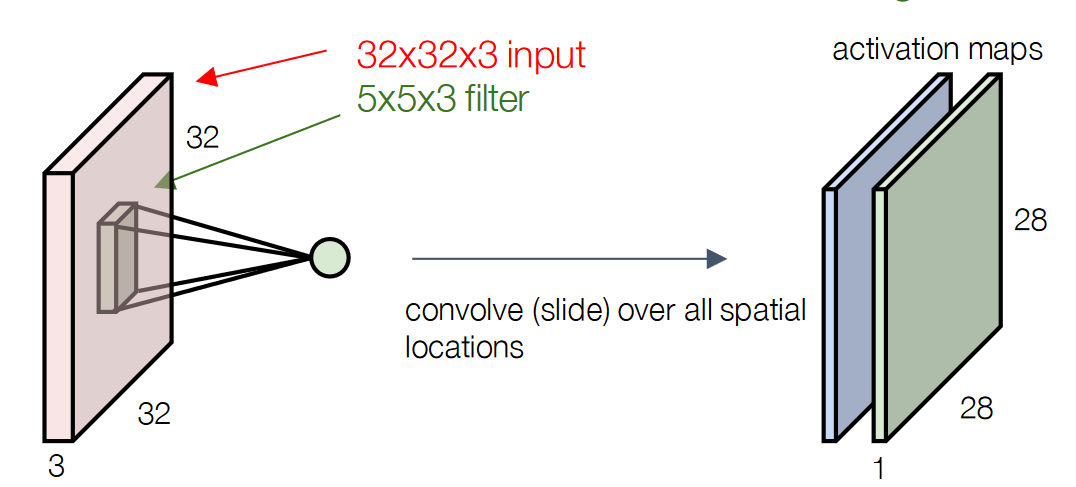 32x32x3 input
5x5x3 filter
activation maps
32
32
3
convolve (slide) over all spatial
locations
28
28
1